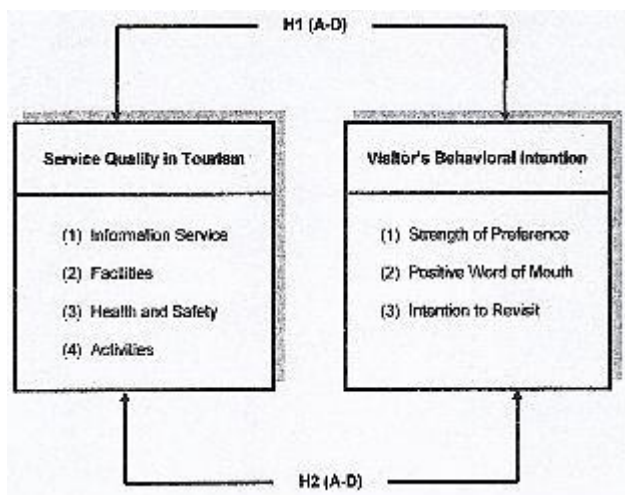 H1 (A-D)
Service Quality in Tourism
(1) Information Service
(2) Facilities
(3) Health and Safety
(4) Activities
Visitor's Behavioral Intention
(1) Strength of Preference
(2) Positive Word of Mouth
(3) Intention to Revisit
H2 (A-D)